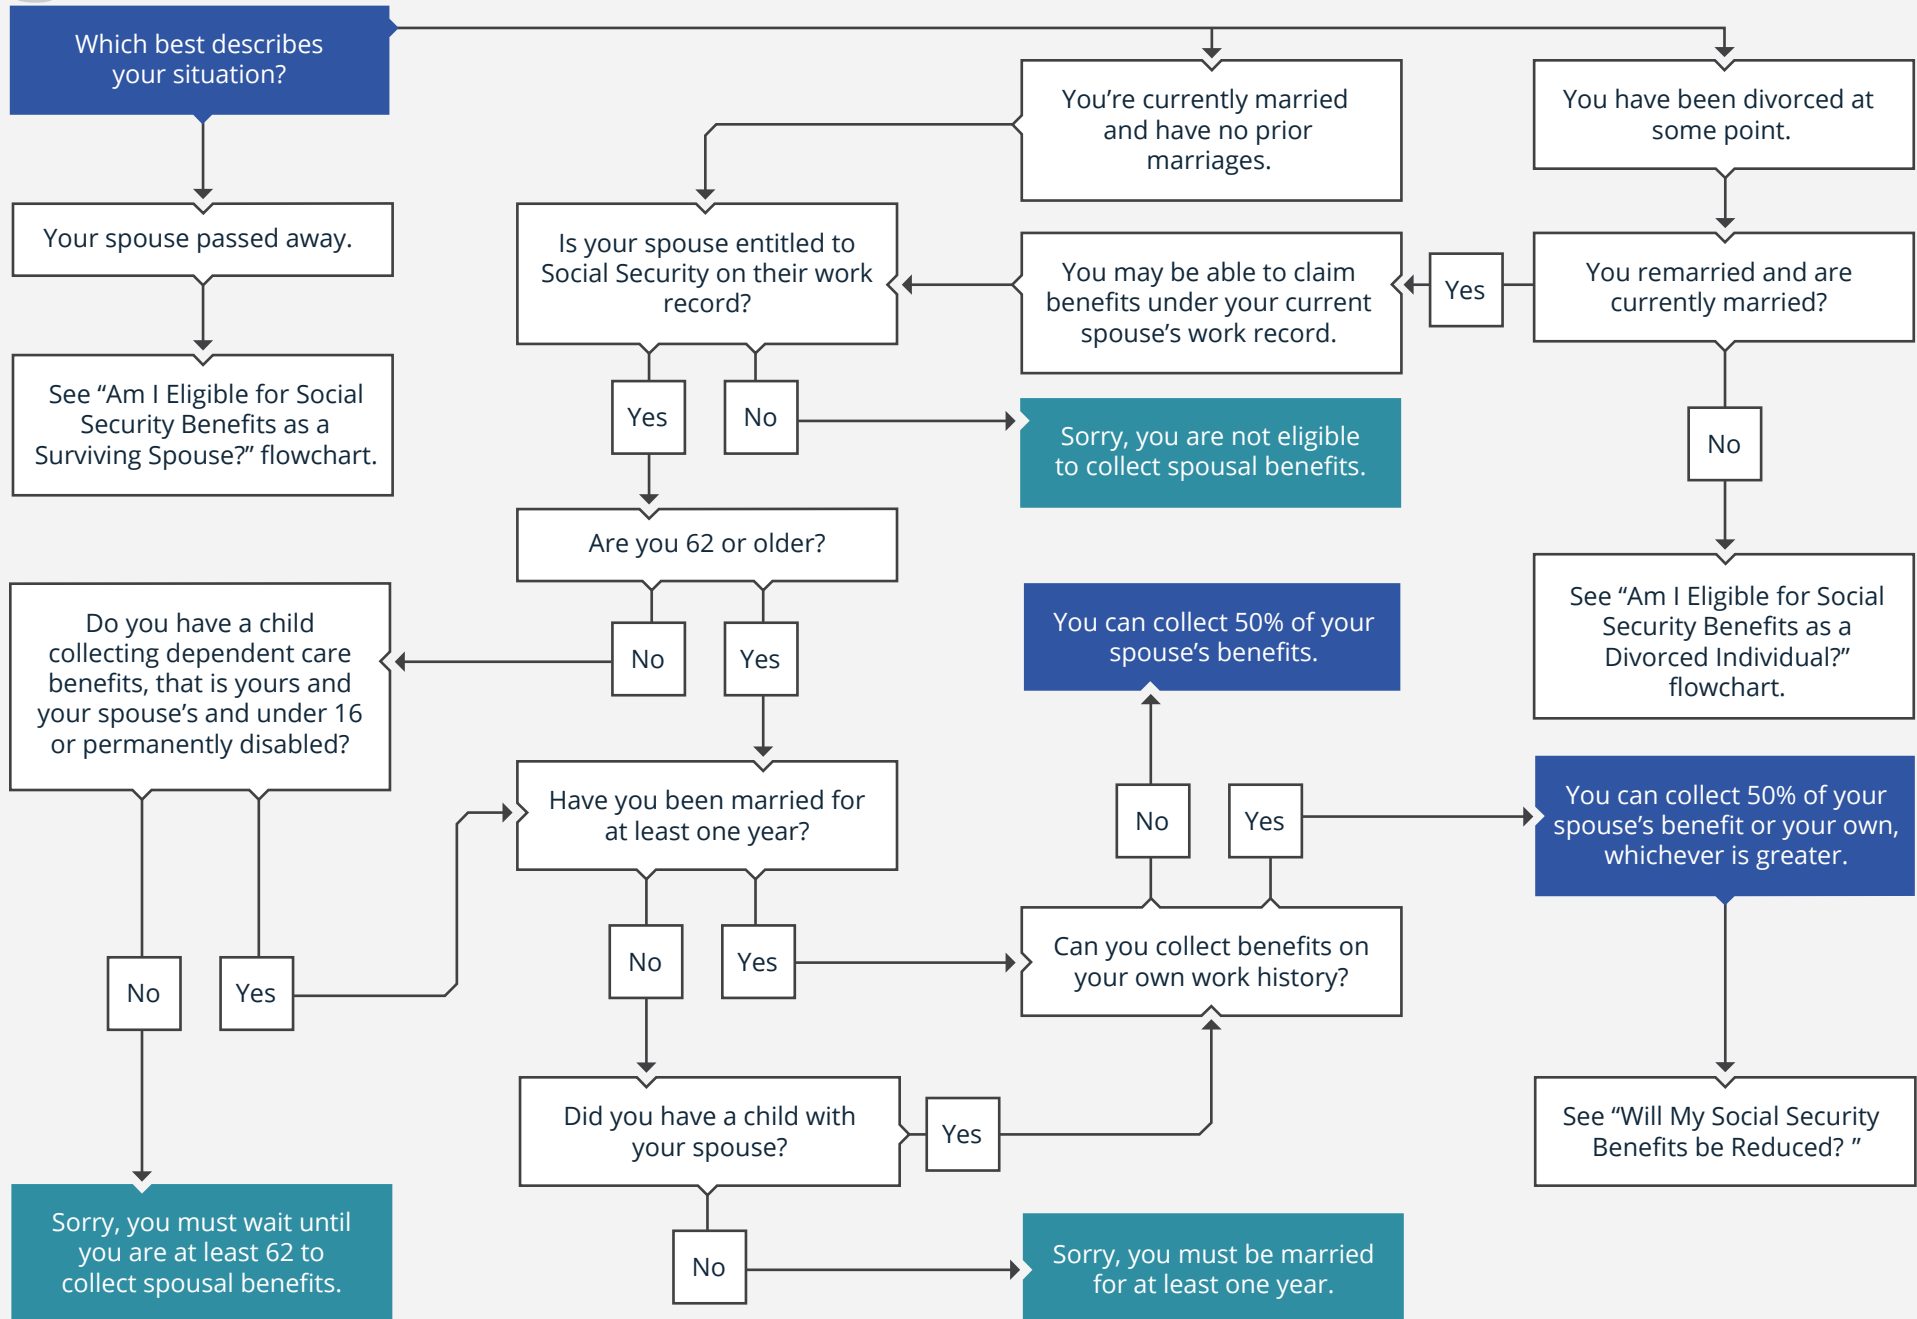 Which best describes
your situation?
Your spouse passed away.
See “Am I Eligible for Social
Security Benefits as a
Surviving Spouse?” flowchart.
You’re currently married
and have no prior
marriages.
You have been divorced at
some point.
You remarried and are
currently married?
Yes
You may be able to claim
benefits under your current
spouse’s work record.
No
See “Am I Eligible for Social
Security Benefits as a
Divorced Individual?”
flowchart.
Is your spouse entitled to
Social Security on their work
record?
Yes
No
Sorry, you are not eligible
to collect spousal benefits.
Are you 62 or older?
No
Yes
Do you have a child
collecting dependent care
benefits, that is yours and
your spouse’s and under 16
or permanently disabled?
No
Yes
Sorry, you must wait until
you are at least 62 to
collect spousal benefits.
Have you been married for
at least one year?
No
Yes
Did you have a child with
your spouse?
Yes
No
Sorry, you must be married
for at least one year.
Can you collect benefits on
your own work history?
No
Yes
You can collect 50% of your
spouse’s benefits.
You can collect 50% of your
spouse’s benefit or your own,
whichever is greater.
See “Will My Social Security
Benefits be Reduced? ”